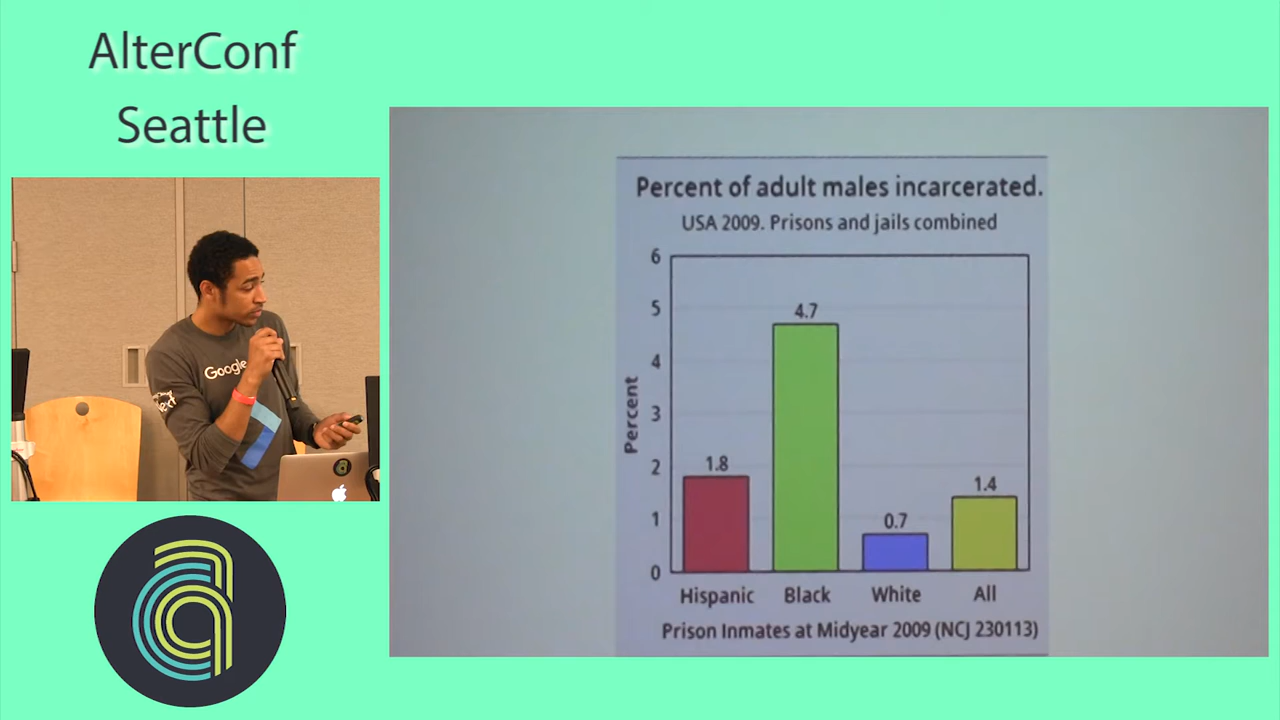 AlterConf
Seattle
Google
Percent of adult males incarcerated.
USA 2009. Prisons and jails combined
6
5
4
3
2
1
0
Percent
1.8
4.7
0.7
1.4
Hispanic
Black
White
All
Prison Inmates at Midyear 2009 (NCJ 230113)